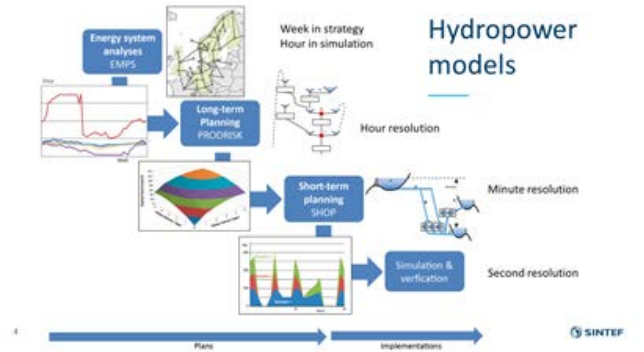 Hydropower
models
Energy system
analyses
EMPS
Week in strategy
Hour in simulation
Long-term
Planning
PRODRISK
Hour resolution
Short-term
planning
SHOP
Minute resolution
Simulation &
verfication
Second resolution
4
Plans
Implementations
SINTEF